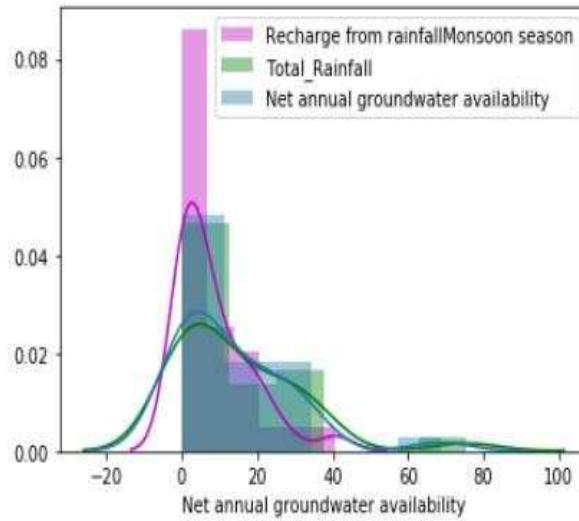 0.08
0.06
0.04
0.02
0.00
Recharge from rainfallMonsoon season
Total_Rainfall
Net annual groundwater availability
−20 0 20 40 60 80 100
Net annual groundwater availability